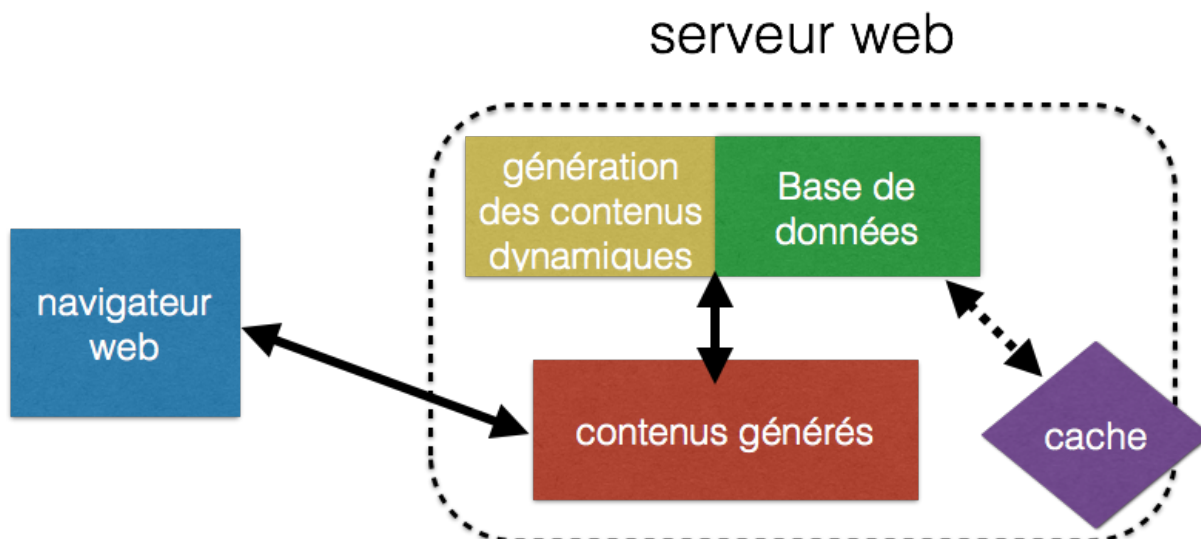 serveur web
génération
des contenus
dynamiques
Base de
données
navigateur
web
contenus générés
cache